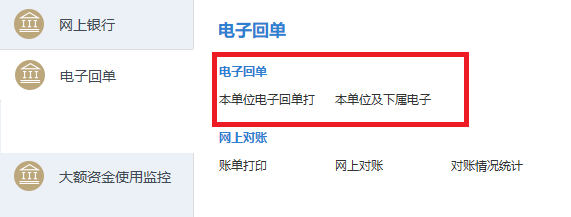 网上银行
电子回单
大额资金使用监控
电子回单
电子回单
本单位电子回单打 本单位及下属电子
网上对账
账单打印 网上对账 对账情况统计